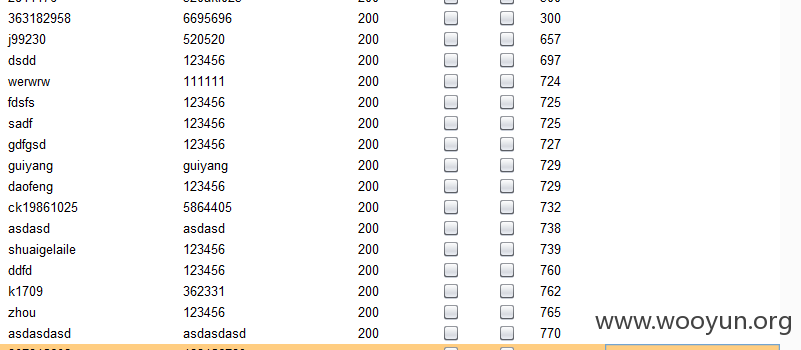 363182958 6695696 200 300
j99230 520520 200 657
dsdd 123456 200 697
werwrw 111111 200 724
fdsfs 123456 200 725
sadf 123456 200 725
gdfgsd 123456 200 727
guiyang guiyang 200 729
daofeng 123456 200 729
ck19861025 5864405 200 732
asdasd asdasd 200 738
shuaigelaile 123456 200 739
ddfd 123456 200 760
k1709 362331 200 762
zhou 123456 200 765
asdasdasd asdasdasd 200 770
www.wooyun.org